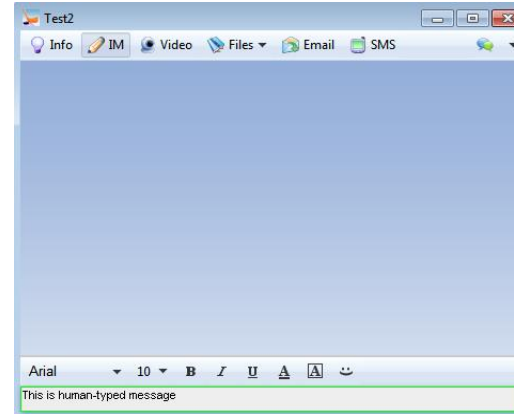 Test2
Info IM Video Files Email SMS
Arial 10 B I U A A
This is human-typed message